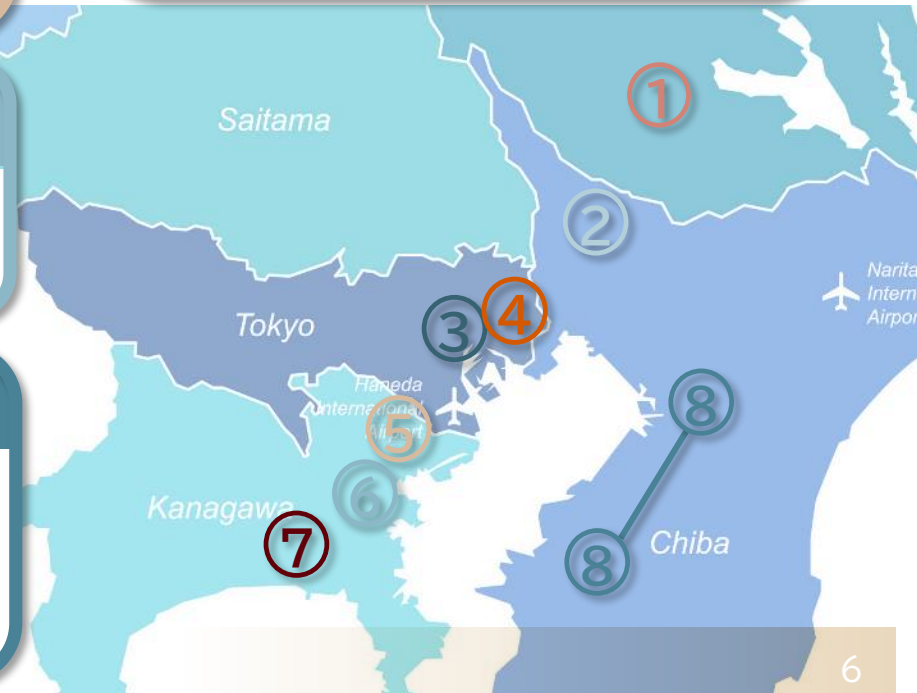 ①
Saitama
②
Narita
Intern
Airpor
④
③
Tokyo
Haneda
International
Airport
⑤
⑧
⑥
Kanagawa
⑦
Chiba
⑧
6